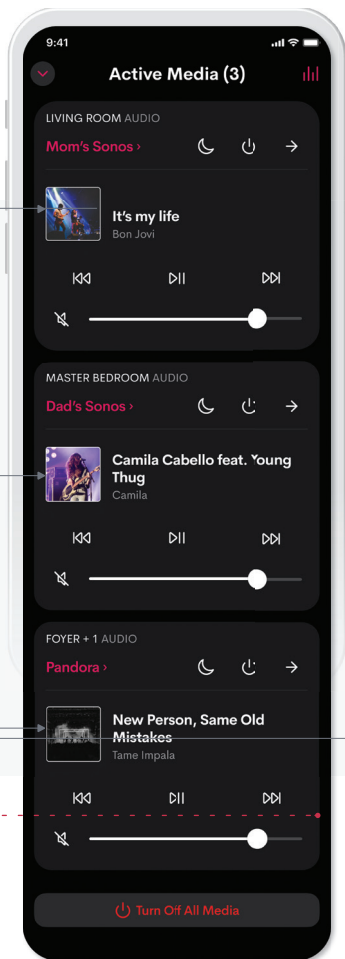 9:41
Active Media (3)
LIVING ROOM AUDIO
Mom's Sonos ›
It's my life
Bon Jovi
MASTER BEDROOM AUDIO
Dad's Sonos ›
Camila Cabello feat. Young
Thug
Camila
FOYER + 1 AUDIO
Pandora ›
New Person, Same Old
Mistakes
Tame Impala
Turn Off All Media